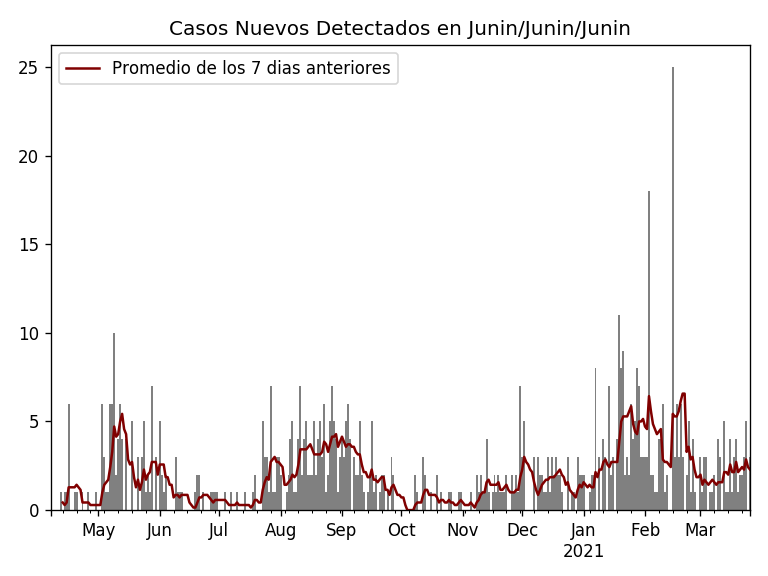 Casos Nuevos Detectados en Junin/Junin/Junin
Promedio de los 7 dias anteriores
25
20
15
10
5
0
May Jun Jul Aug Sep Oct Nov Dec Jan Feb Mar
2021